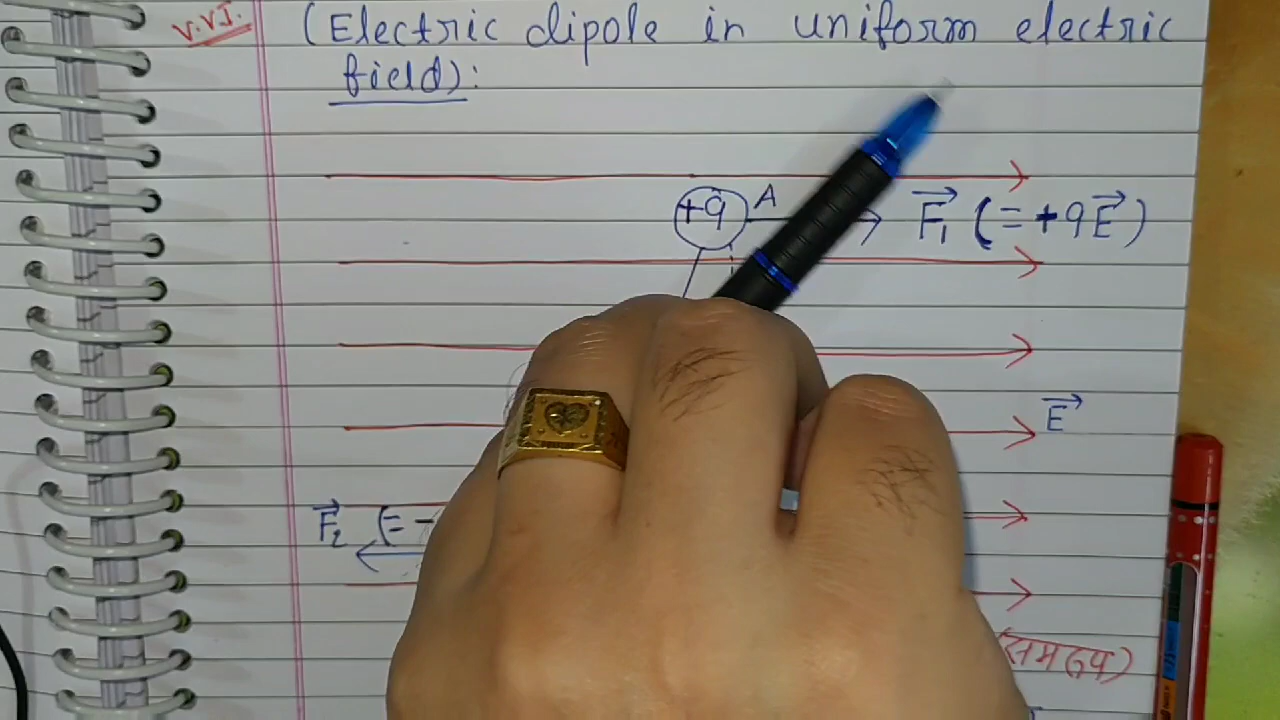 V.V.I.
(Electric dipole in uniform electric
field):
+q A F⃗₁ (= +qE⃗)
E⃗
F⃗₂ (= -